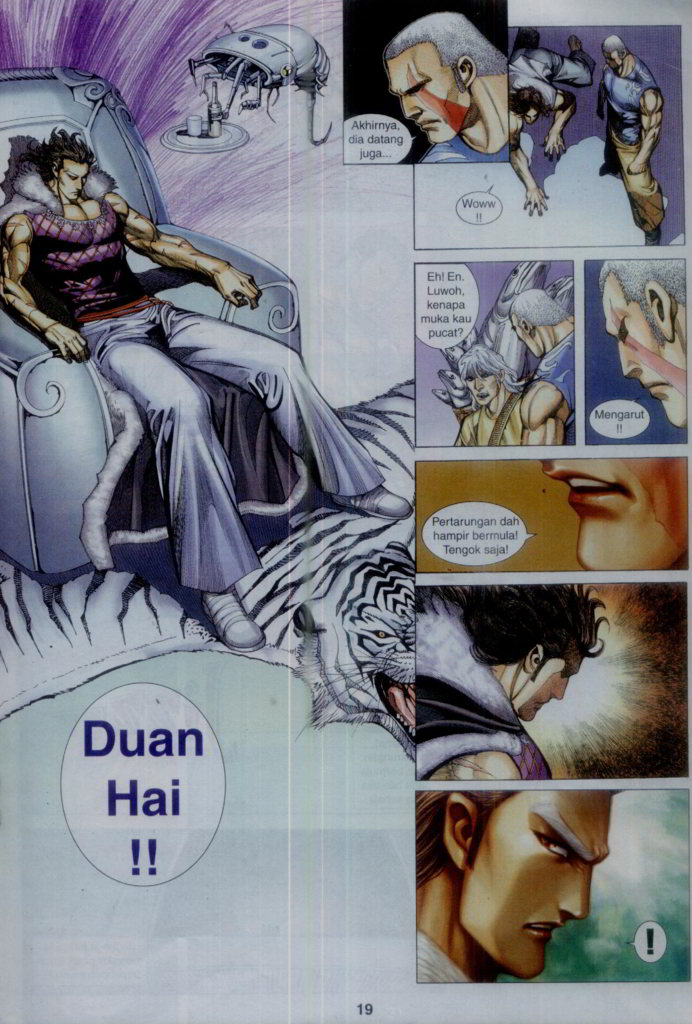 Akhirnya,
dia datang
juga...
Woww
!!
Eh! En.
Luwoh,
kenapa
muka kau
pucat?
Mengarut
!!
Pertarungan dah
hampir bermula!
Tengok saja!
Duan
Hai
!!
!
19